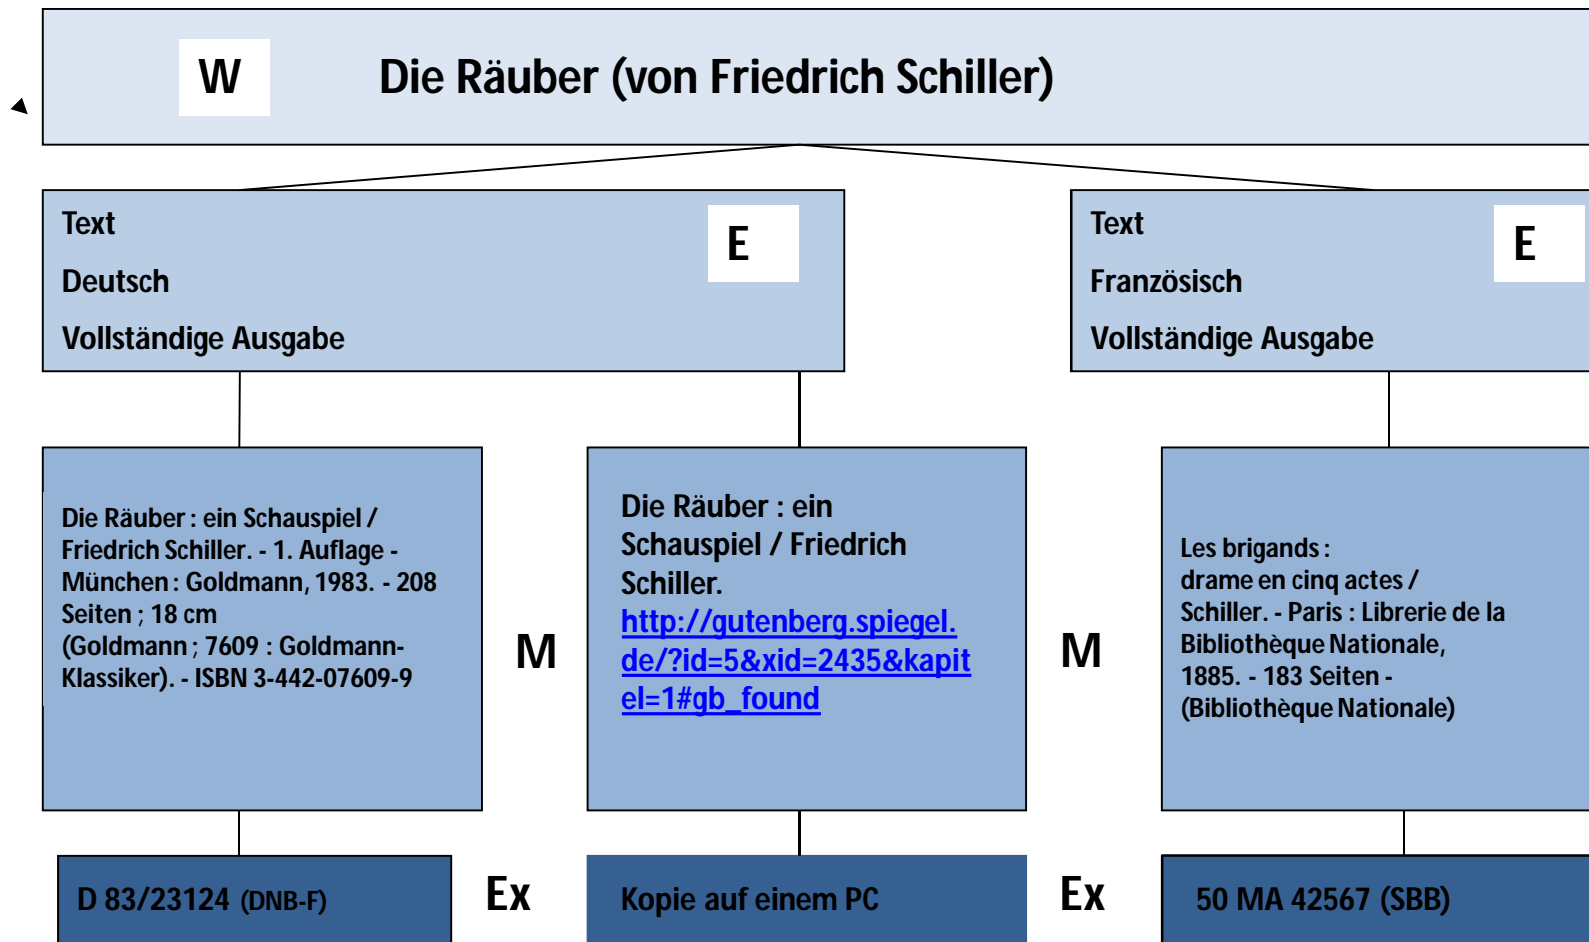 W
Die Räuber (von Friedrich Schiller)
Text
Deutsch
Vollständige Ausgabe
E
Text
Französisch
Vollständige Ausgabe
E
Die Räuber : ein Schauspiel /
Friedrich Schiller. - 1. Auflage -
München : Goldmann, 1983. - 208
Seiten ; 18 cm
(Goldmann ; 7609 : Goldmann-
Klassiker). - ISBN 3-442-07609-9
M
Die Räuber : ein
Schauspiel / Friedrich
Schiller.
http://gutenberg.spiegel.
de/?id=5&xid=2435&kapit
el=1#gb_found
M
Les brigands :
drame en cinq actes /
Schiller. - Paris : Librerie de la
Bibliothèque Nationale,
1885. - 183 Seiten -
(Bibliothèque Nationale)
D 83/23124 (DNB-F)
Ex
Kopie auf einem PC
Ex
50 MA 42567 (SBB)